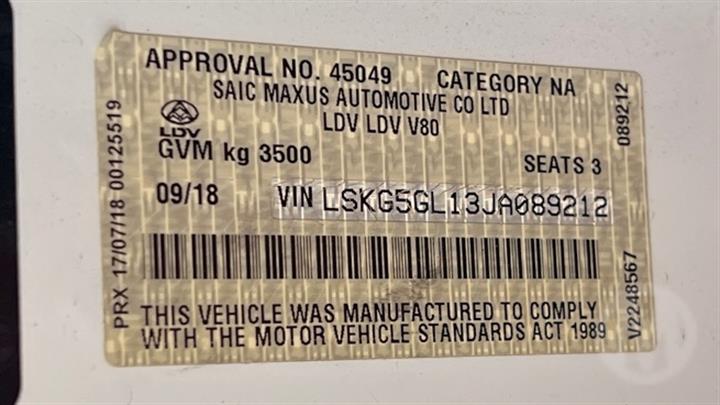 APPROVAL NO. 45049 CATEGORY NA
SAIC MAXUS AUTOMOTIVE CO LTD
LDV LDV V80
LDV
GVM kg 3500 SEATS 3
09/18 VIN LSKG5GL13JA089212
THIS VEHICLE WAS MANUFACTURED TO COMPLY
WITH THE MOTOR VEHICLE STANDARDS ACT 1989
PRX 17/07/18 00125519
089212
V2248567